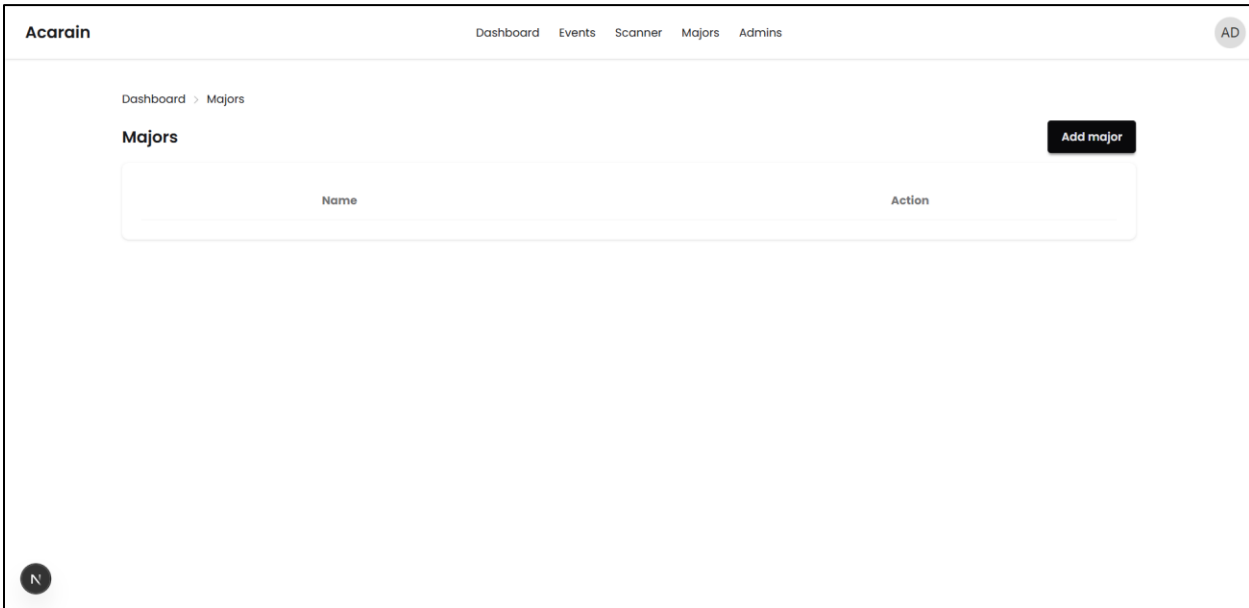 Acarain Dashboard Events Scanner Majors Admins AD
Dashboard > Majors
Majors Add major
Name Action
N